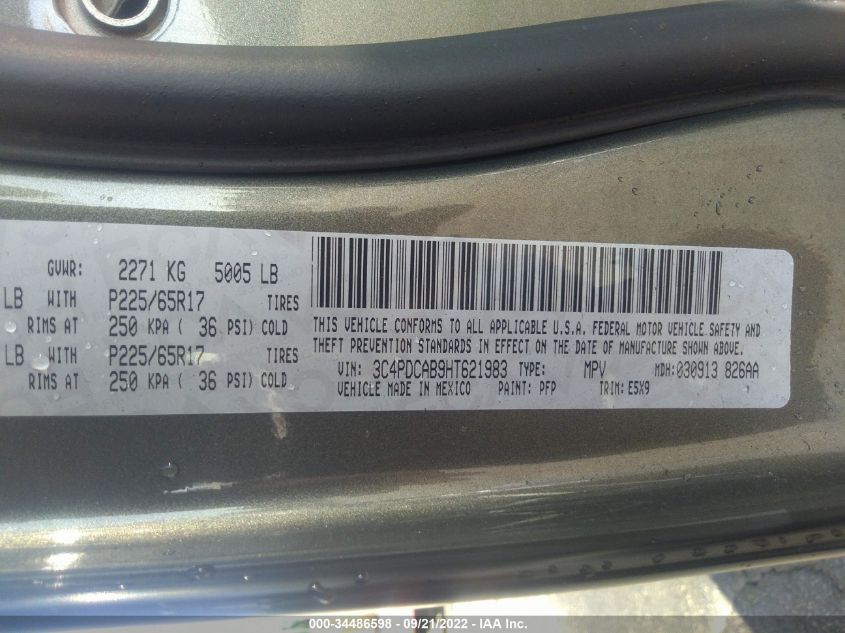 GVWR: 2271 KG 5005 LB
LB WITH P225/65R17 TIRES
RIMS AT 250 KPA ( 36 PSI) COLD
LB WITH P225/65R17 TIRES
RIMS AT 250 KPA ( 36 PSI) COLD
THIS VEHICLE CONFORMS TO ALL APPLICABLE U.S.A. FEDERAL MOTOR VEHICLE SAFETY AND
THEFT PREVENTION STANDARDS IN EFFECT ON THE DATE OF MANUFACTURE SHOWN ABOVE.
VIN: 3C4PDCAB9HT621983 TYPE: MPV MDH:030913 826AA
VEHICLE MADE IN MEXICO PAINT: PFP TRIM: E5X9
000-34486598 - 09/21/2022 - IAA Inc.